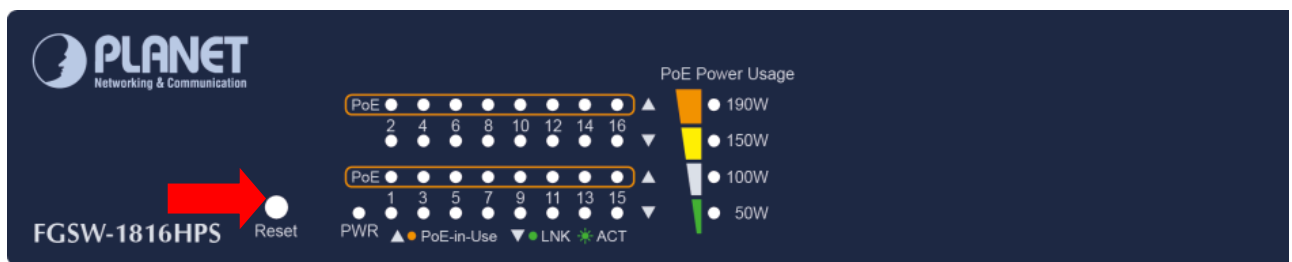 PLANET
Networking & Communication
PoE Power Usage
PoE
190W
2 4 6 8 10 12 14 16
150W
PoE
100W
1 3 5 7 9 11 13 15
50W
FGSW-1816HPS
Reset
PWR
PoE-in-Use
LNK
ACT